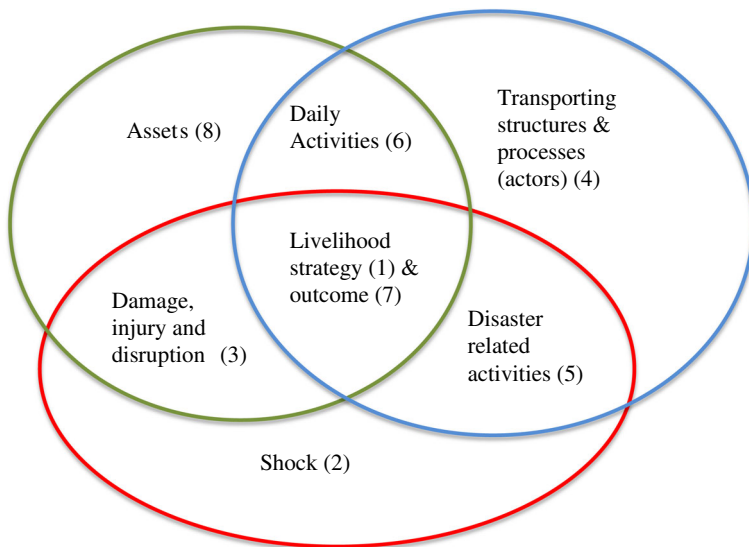 Assets (8)
Daily
Activities (6)
Transporting
structures &
processes
(actors) (4)
Livelihood
strategy (1) &
outcome (7)
Damage,
injury and
disruption (3)
Disaster
related
activities (5)
Shock (2)